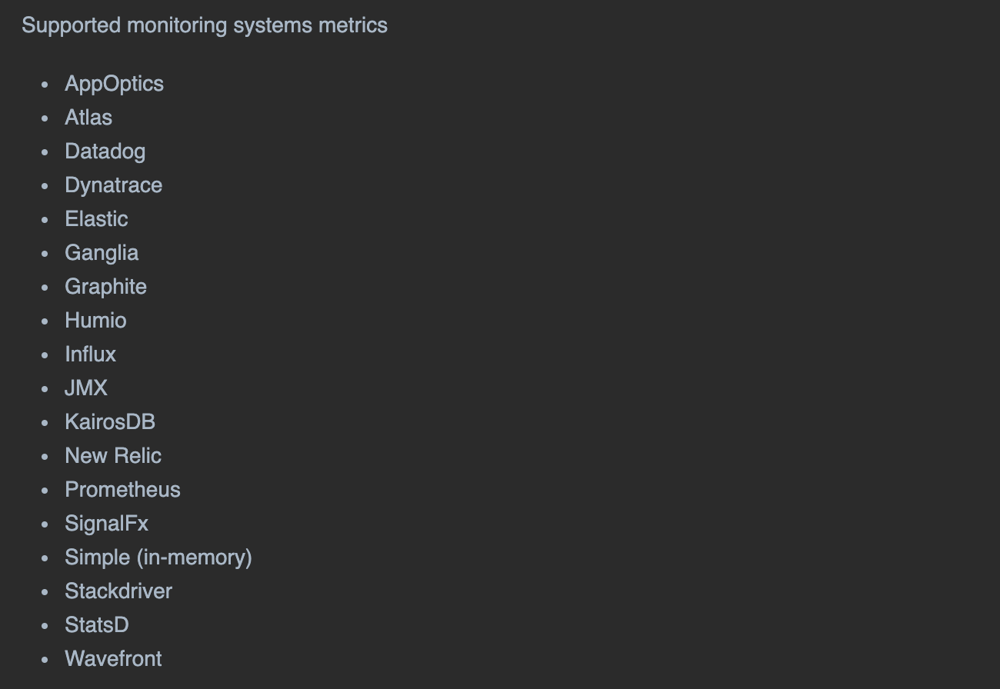 Supported monitoring systems metrics
• AppOptics
• Atlas
• Datadog
• Dynatrace
• Elastic
• Ganglia
• Graphite
• Humio
• Influx
• JMX
• KairosDB
• New Relic
• Prometheus
• SignalFx
• Simple (in-memory)
• Stackdriver
• StatsD
• Wavefront